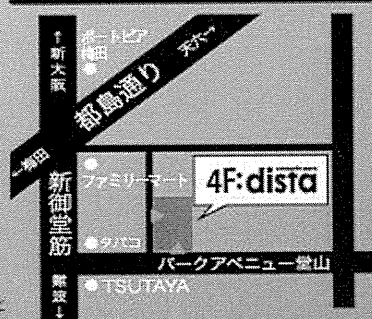 ↑新大阪
ポートピア
梅田
天六→
都島通り
←梅田
新御堂筋
ファミリーマート
4F:dista
タバコ
パークアベニュー堂山
難波↓
TSUTAYA